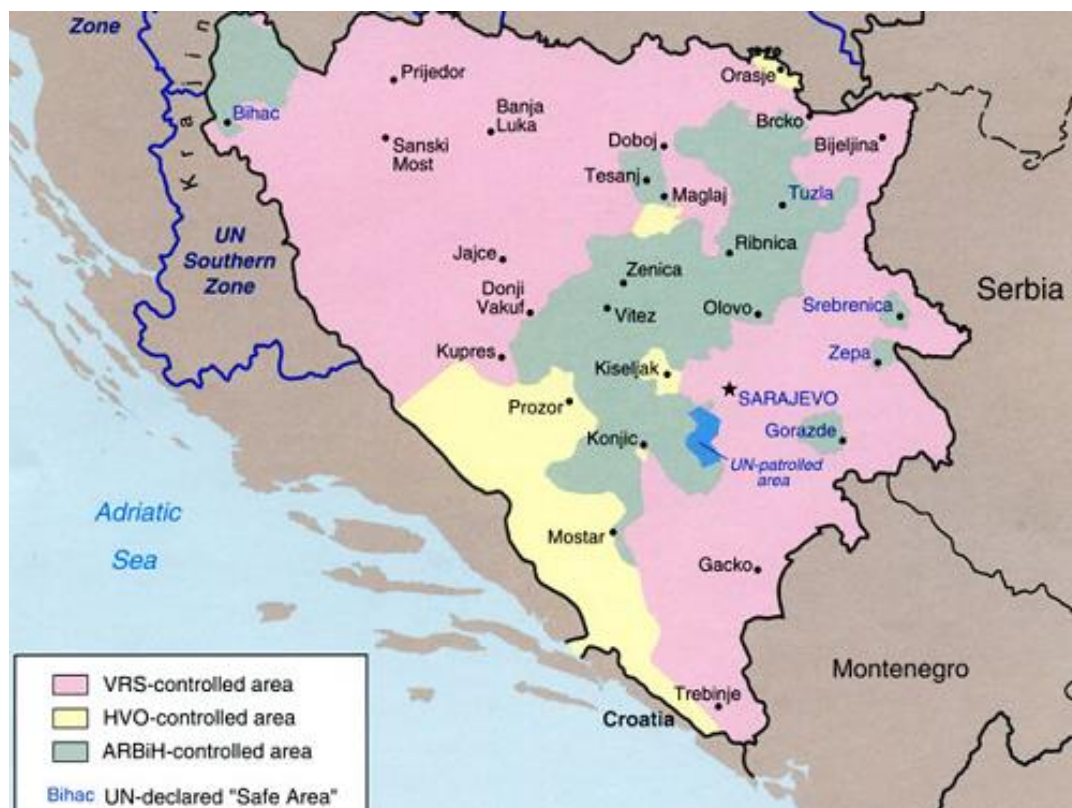 Zone
Krajin
Prijedor
Orasje
Bihac
Banja
Luka
Brcko
Sanski
Most
Doboj
Bijeljina
Tesanj
Maglaj
Tuzla
UN
Southern
Zone
Jajce
Zenica
Ribnica
Serbia
Donji
Vakuf
Vitez
Olovo
Srebrenica
Kupres
Zepa
Kiseljak
SARAJEVO
Prozor
Konjic
Gorazde
UN-patrolled
area
Adriatic
Sea
Mostar
Gacko
Montenegro
Trebinje
Croatia
VRS-controlled area
HVO-controlled area
ARBiH-controlled area
Bihac UN-declared "Safe Area"